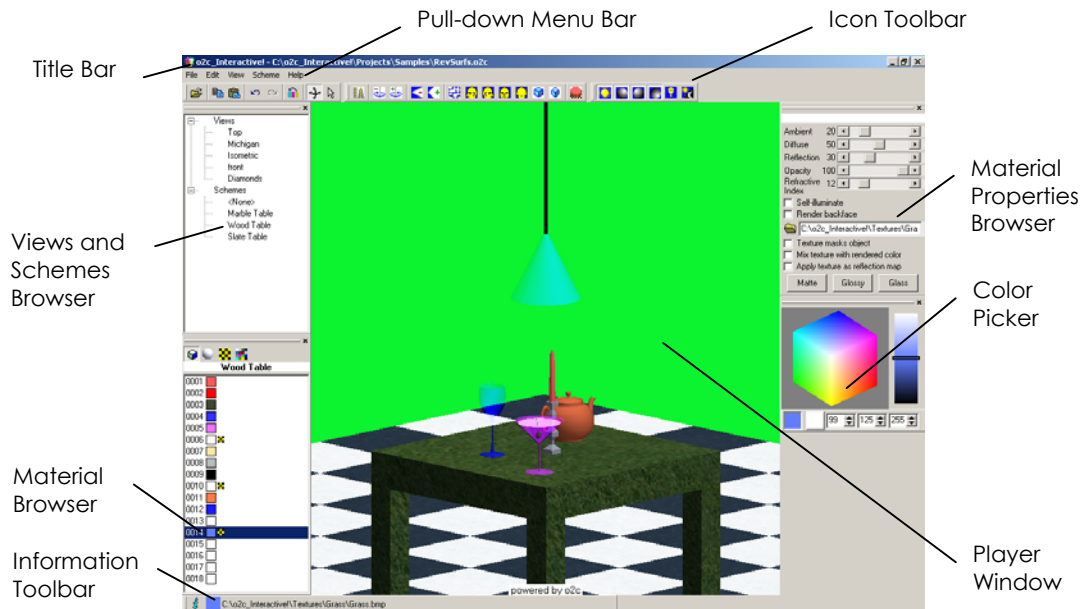 Pull-down Menu Bar
Icon Toolbar
Title Bar
o2c_Interactive! - C:\o2c_Interactive!\Projects\Samples\RevSurfs.o2c
File Edit View Scheme Help
Views
Top
Michigan
Isometric
front
Diamonds
Schemes
<None>
Marble Table
Wood Table
Slate Table
Views and
Schemes
Browser
Ambient 20
Diffuse 50
Reflection 30
Opacity 100
Refractive 12
Index
Self-illuminate
Render backface
C:\o2c_Interactive!\Textures\Gra
Texture masks object
Mix texture with rendered color
Apply texture as reflection map
Matte Glossy Glass
Material
Properties
Browser
Color
Picker
99 125 255
Wood Table
0001
0002
0003
0004
0005
0006
0007
0008
0009
0010
0011
0012
0013
0014
0015
0016
0017
0018
Material
Browser
Information
Toolbar
Player
Window
powered by o2c
C:\o2c_Interactive!\Textures\Grass\Grass.bmp